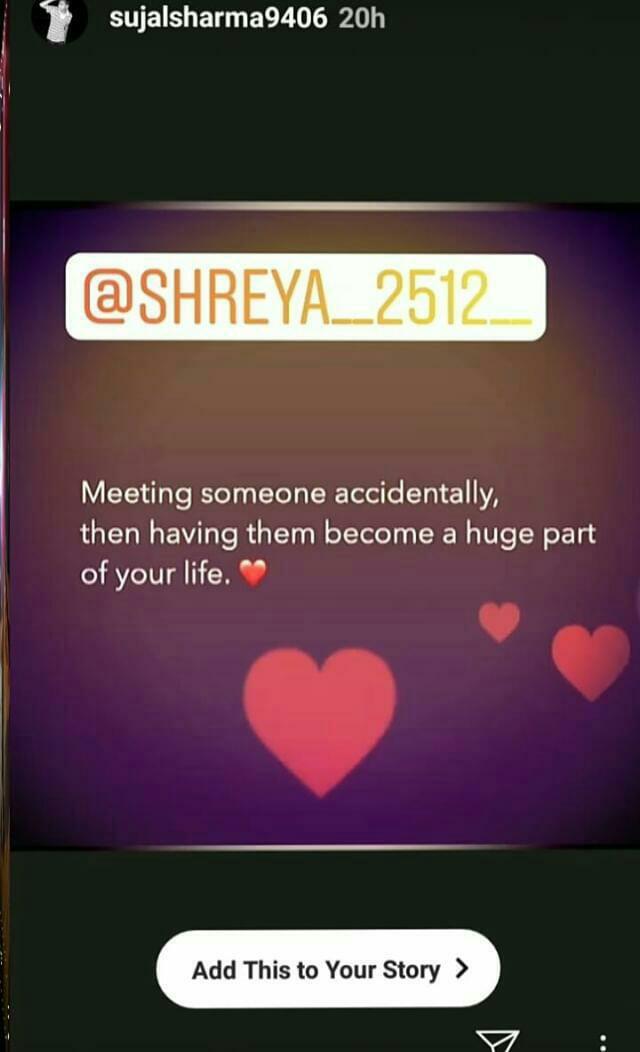 sujalsharma9406 20h
@SHREYA__2512__
Meeting someone accidentally,
then having them become a huge part
of your life. ❤️
Add This to Your Story >